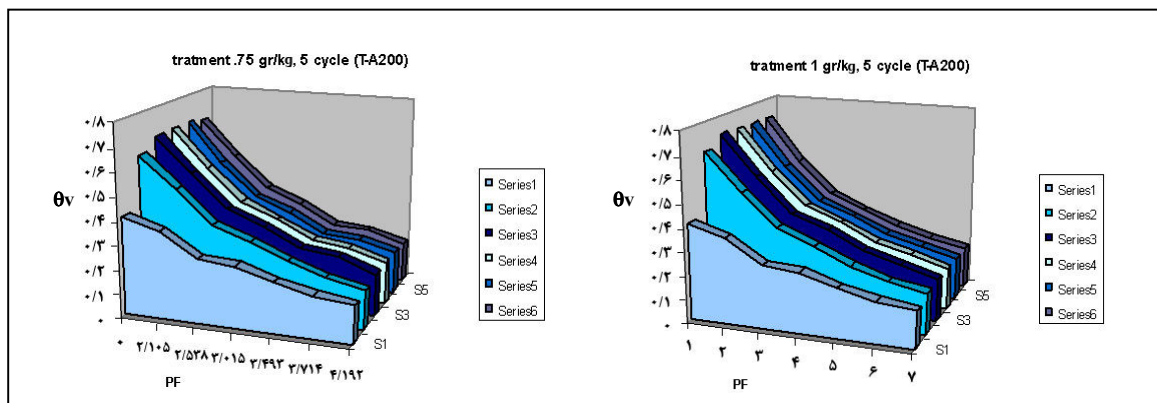 tratment .75 gr/kg, 5 cycle (T-A200)
θv
۰/۸
۰/۷
۰/۶
۰/۵
۰/۴
۰/۳
۰/۲
۰/۱
۰
۰
۲/۱۰۵
۲/۵۳۸
۳/۰۱۵
۳/۴۹۳
۳/۷۱۴
۴/۱۹۲
PF
S1
S3
S5
Series1
Series2
Series3
Series4
Series5
Series6
tratment 1 gr/kg, 5 cycle (T-A200)
θv
۰/۸
۰/۷
۰/۶
۰/۵
۰/۴
۰/۳
۰/۲
۰/۱
۰
۱
۲
۳
۴
۵
۶
۷
PF
S1
S3
S5
Series1
Series2
Series3
Series4
Series5
Series6